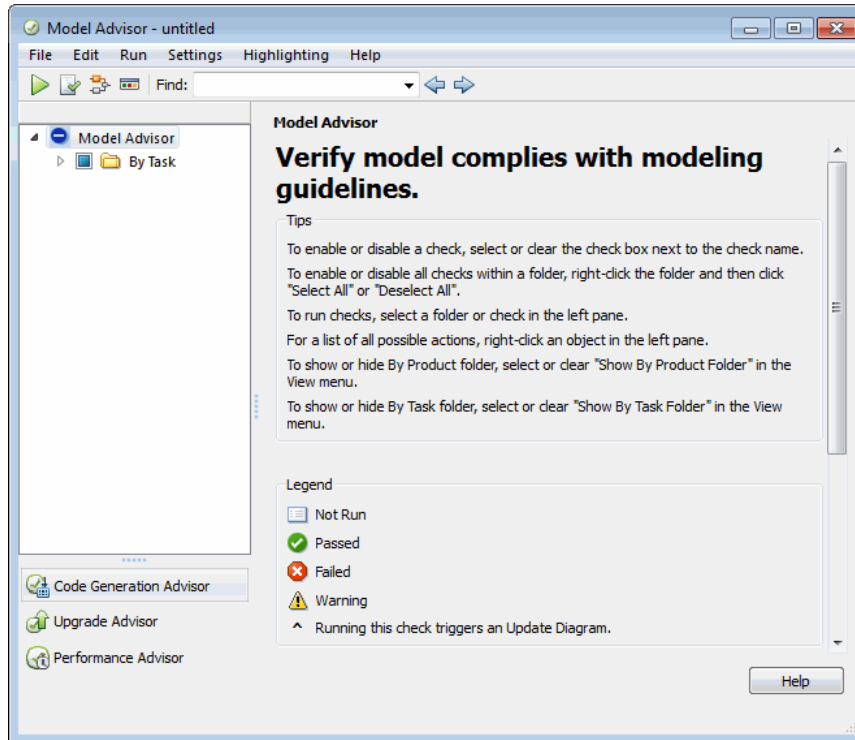 Model Advisor - untitled
File Edit Run Settings Highlighting Help
Find:
Model Advisor
By Task
Code Generation Advisor
Upgrade Advisor
Performance Advisor
Model Advisor
Verify model complies with modeling
guidelines.
Tips
To enable or disable a check, select or clear the check box next to the check name.
To enable or disable all checks within a folder, right-click the folder and then click
"Select All" or "Deselect All".
To run checks, select a folder or check in the left pane.
For a list of all possible actions, right-click an object in the left pane.
To show or hide By Product folder, select or clear "Show By Product Folder" in the
View menu.
To show or hide By Task folder, select or clear "Show By Task Folder" in the View
menu.
Legend
Not Run
Passed
Failed
Warning
^ Running this check triggers an Update Diagram.
Help